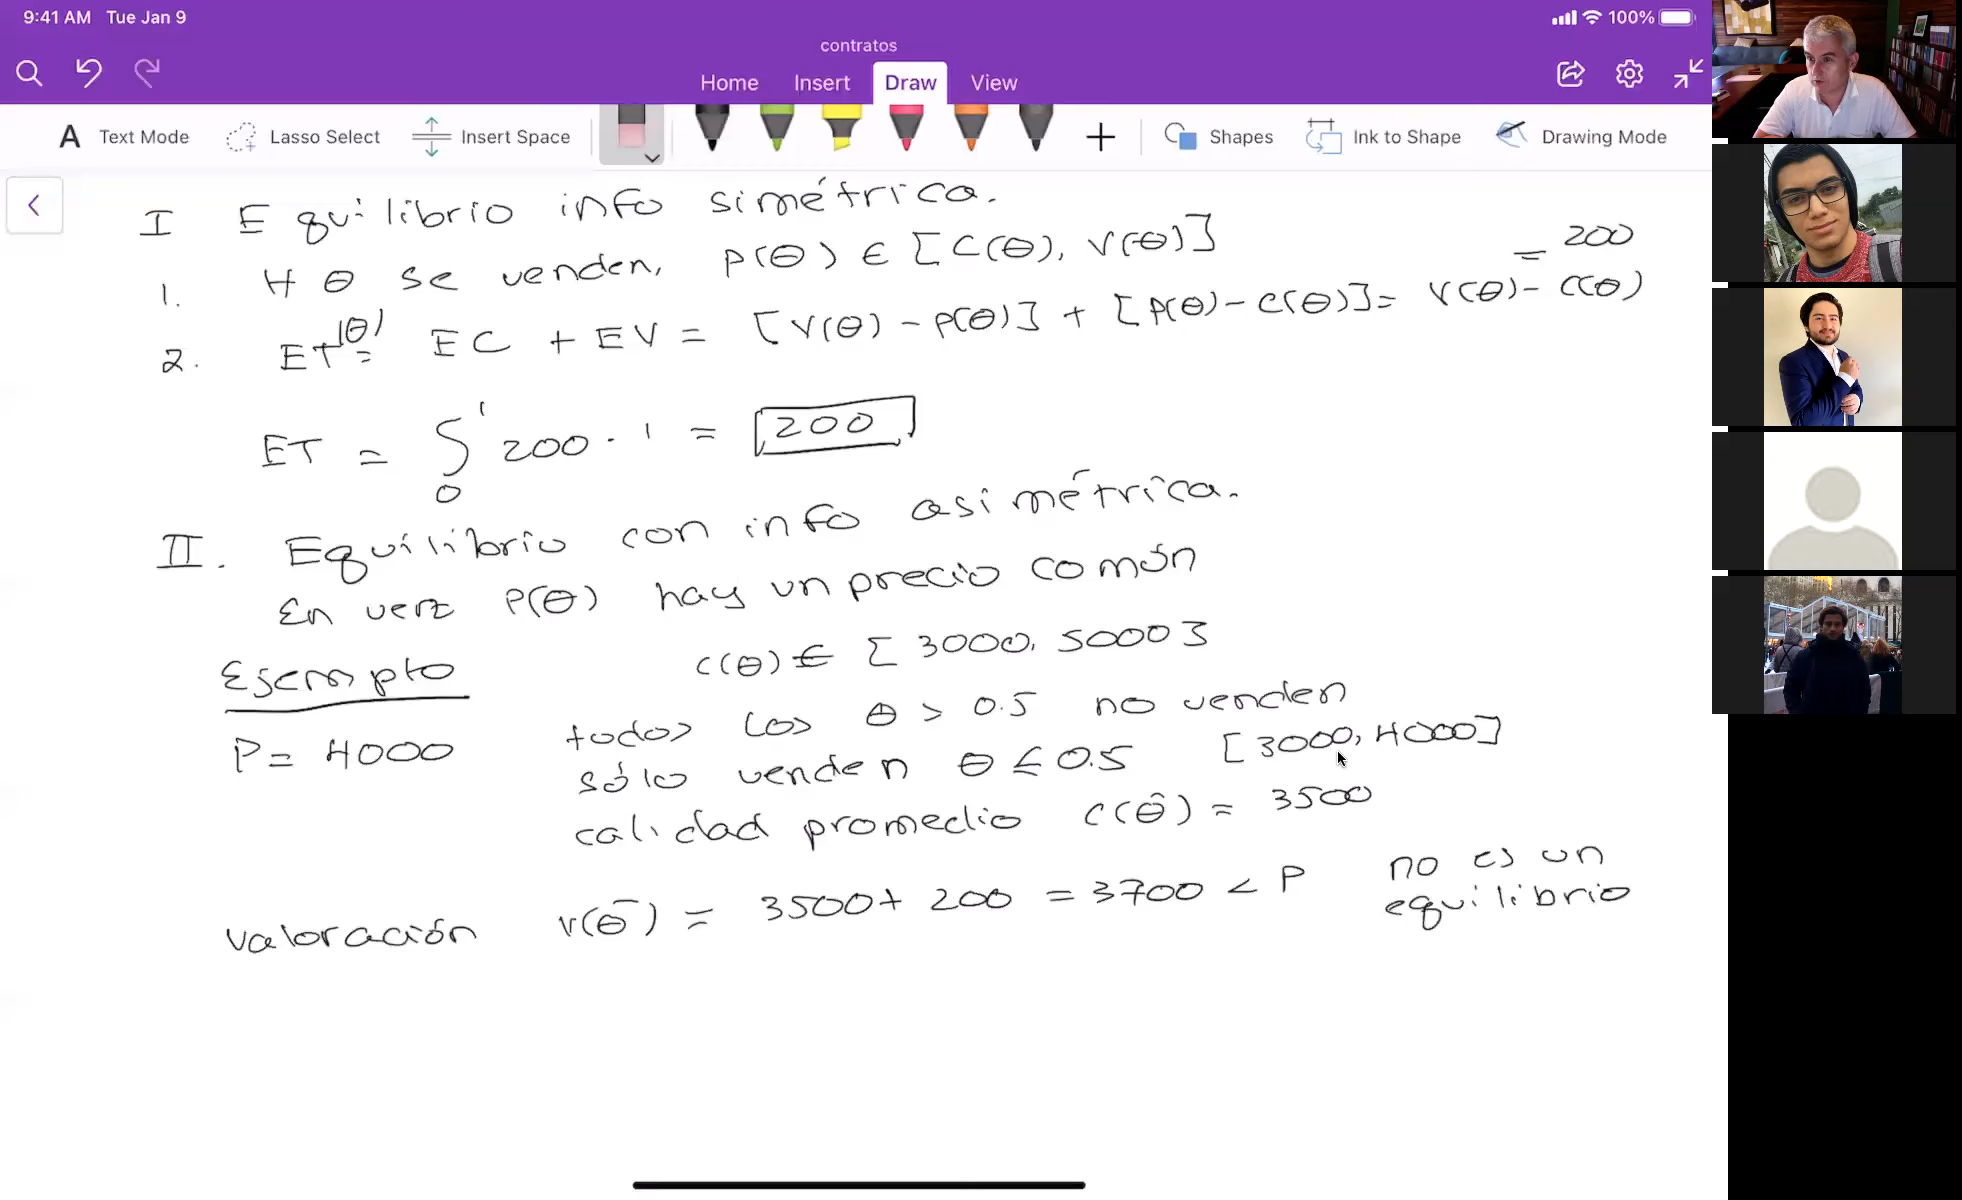 9:41 AM Tue Jan 9
100%
contratos
Home Insert Draw View
Text Mode Lasso Select Insert Space Shapes Ink to Shape Drawing Mode
I Equilibrio info simétrica.
1. ∀ θ se venden, P(θ) ∈ [C(θ), V(θ)]
2. ET(θ) = EC + EV = [V(θ) - P(θ)] + [P(θ) - C(θ)] = V(θ) - C(θ) = 200
ET = ∫₀¹ 200 · 1 = 200
II. Equilibrio con info asimétrica.
En verz P(θ) hay un precio común
C(θ) ∈ [3000, 5000]
Ejemplo
P = 4000
todos los θ > 0.5 no venden
sólo venden θ ≤ 0.5 [3000, 4000]
calidad promedio C(θ̂) = 3500
valoración V(θ̄) = 3500 + 200 = 3700 < P no es un equilibrio